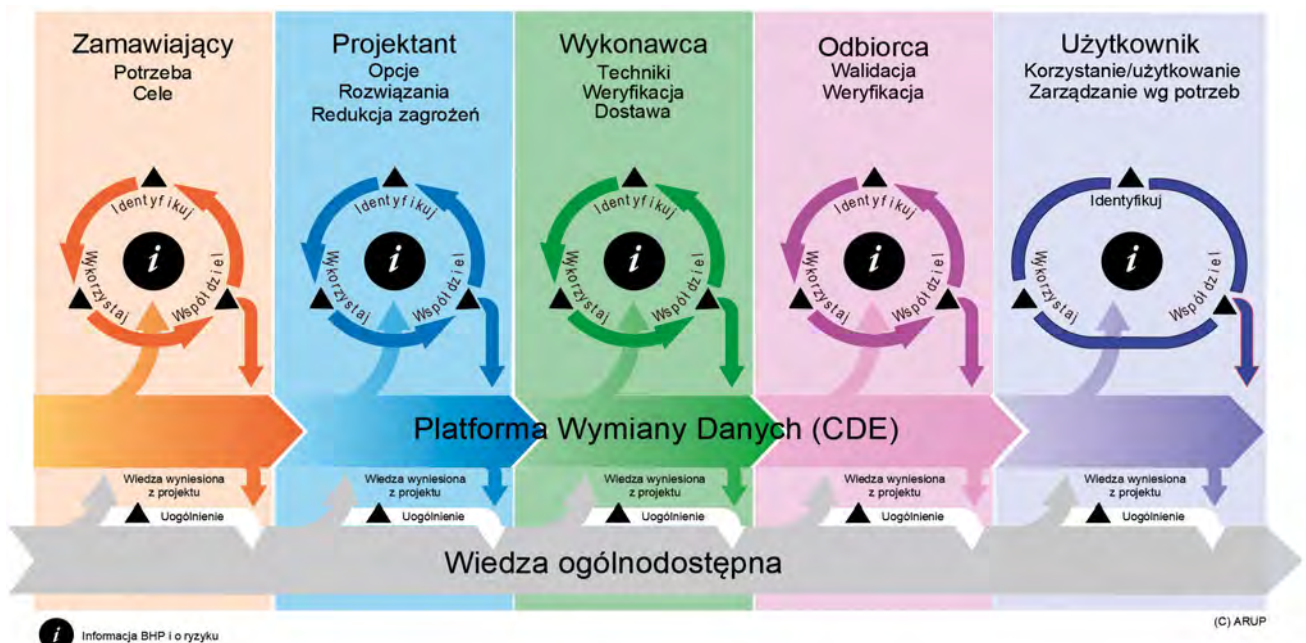 Zamawiający
Potrzeba
Cele
Identyfikuj
Wykorzystaj
Współdziel
i
Projektant
Opcje
Rozwiązania
Redukcja zagrożeń
Identyfikuj
Wykorzystaj
Współdziel
i
Wykonawca
Techniki
Weryfikacja
Dostawa
Identyfikuj
Wykorzystaj
Współdziel
i
Odbiorca
Walidacja
Weryfikacja
Identyfikuj
Wykorzystaj
Współdziel
i
Użytkownik
Korzystanie/użytkowanie
Zarządzanie wg potrzeb
Identyfikuj
Wykorzystaj
Współdziel
i
Platforma Wymiany Danych (CDE)
Wiedza wyniesiona
z projektu
Uogólnienie
Wiedza wyniesiona
z projektu
Uogólnienie
Wiedza wyniesiona
z projektu
Uogólnienie
Wiedza wyniesiona
z projektu
Uogólnienie
Wiedza wyniesiona
z projektu
Uogólnienie
Wiedza ogólnodostępna
(C) ARUP
i Informacja BHP i o ryzyku